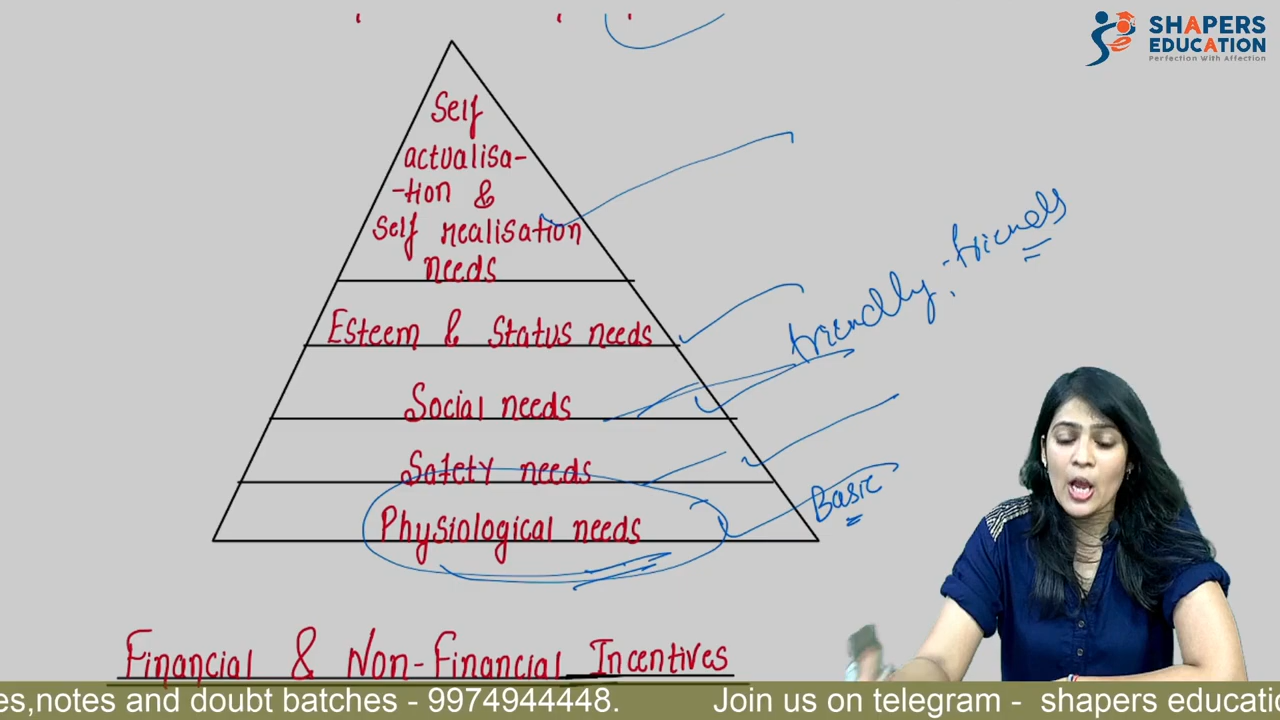 SHAPERS
EDUCATION
Perfection With Affection
Self
actualisa-
-tion &
Self realisation
needs
Esteem & Status needs
friendly, friends
Social needs
Safety needs
Basic
Physiological needs
Financial & Non-Financial Incentives
es,notes and doubt batches - 9974944448. Join us on telegram - shapers educatio